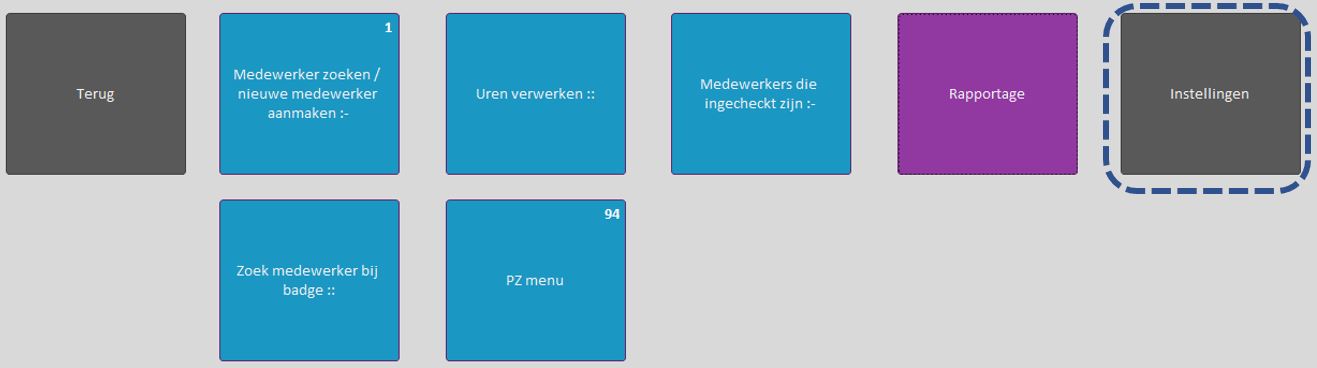 Terug
1
Medewerker zoeken /
nieuwe medewerker
aanmaken :-
Uren verwerken ::
Medewerkers die
ingecheckt zijn :-
Rapportage
Instellingen
Zoek medewerker bij
badge ::
94
PZ menu